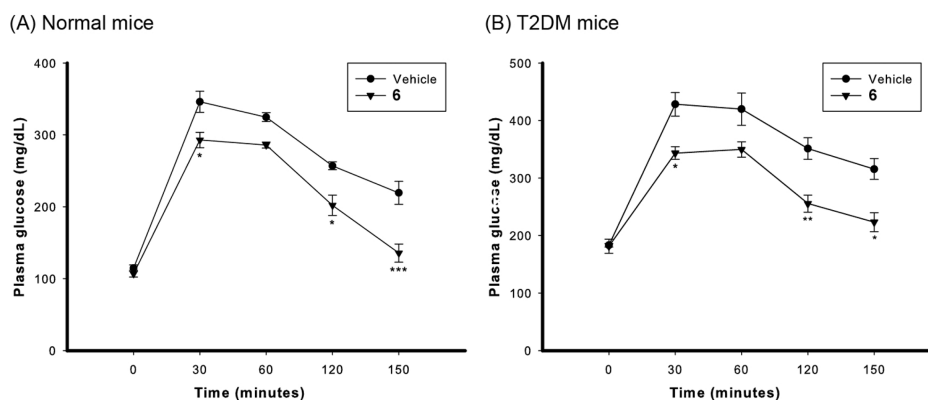 (A) Normal mice
400
300
200
100
0
Plasma glucose (mg/dL)
Vehicle
6
*
*
***
0 30 60 120 150
Time (minutes)
(B) T2DM mice
500
400
300
200
100
0
Plasma glucose (mg/dL)
Vehicle
6
*
**
*
0 30 60 120 150
Time (minutes)